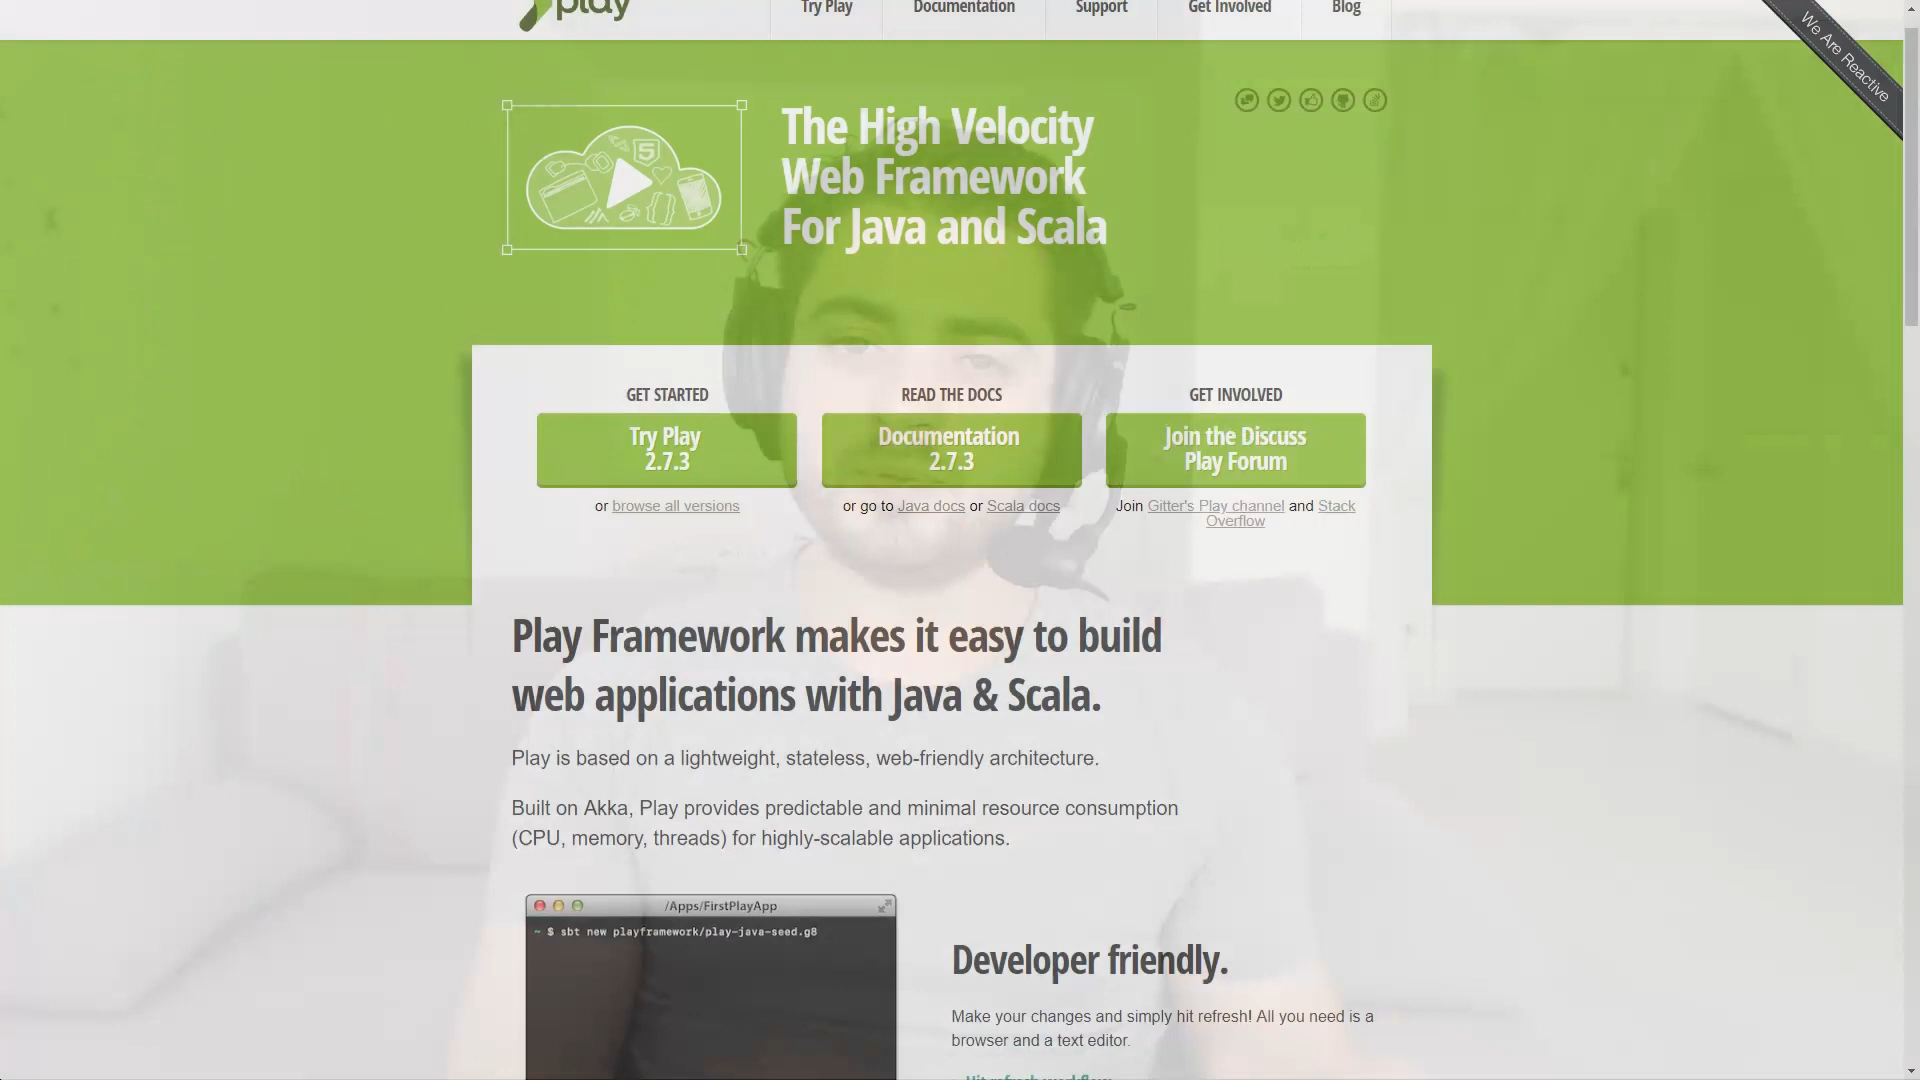 play
Try Play
Documentation
Support
Get Involved
Blog
We Are Reactive
The High Velocity
Web Framework
For Java and Scala
5
GET STARTED
Try Play
2.7.3
or browse all versions
READ THE DOCS
Documentation
2.7.3
or go to Java docs or Scala docs
GET INVOLVED
Join the Discuss
Play Forum
Join Gitter's Play channel and Stack
Overflow
Play Framework makes it easy to build
web applications with Java & Scala.
Play is based on a lightweight, stateless, web-friendly architecture.
Built on Akka, Play provides predictable and minimal resource consumption
(CPU, memory, threads) for highly-scalable applications.
/Apps/FirstPlayApp
~ $ sbt new playframework/play-java-seed.g8
Developer friendly.
Make your changes and simply hit refresh! All you need is a
browser and a text editor.
Hit refresh workflow